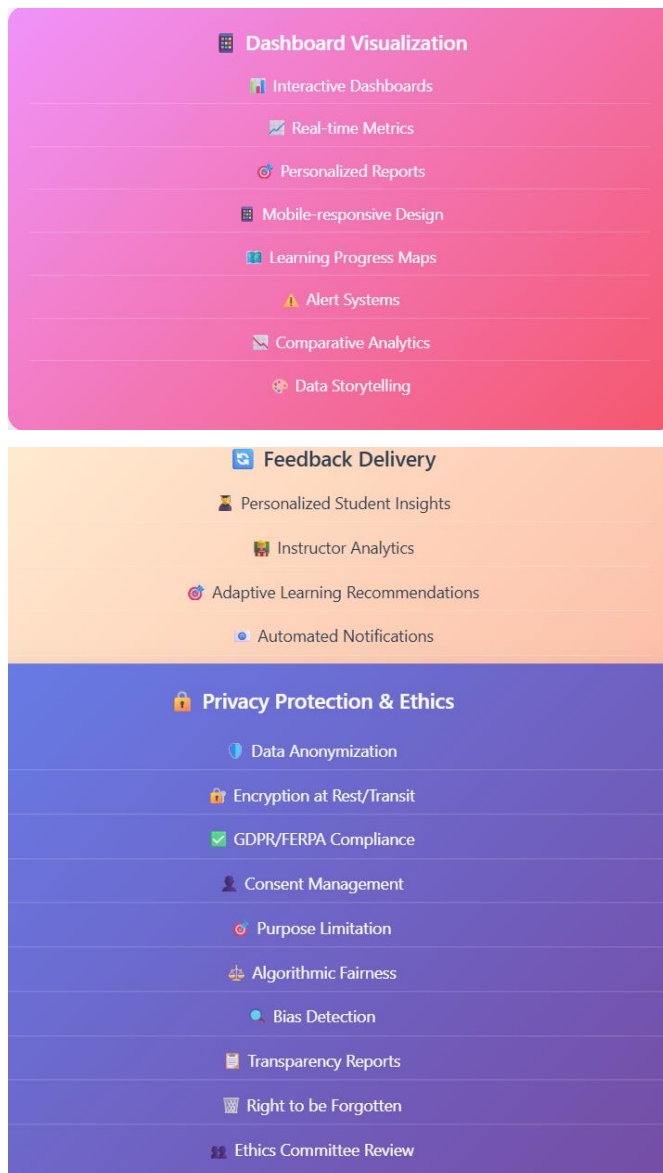 Dashboard Visualization
Interactive Dashboards
Real-time Metrics
Personalized Reports
Mobile-responsive Design
Learning Progress Maps
Alert Systems
Comparative Analytics
Data Storytelling
Feedback Delivery
Personalized Student Insights
Instructor Analytics
Adaptive Learning Recommendations
Automated Notifications
Privacy Protection & Ethics
Data Anonymization
Encryption at Rest/Transit
GDPR/FERPA Compliance
Consent Management
Purpose Limitation
Algorithmic Fairness
Bias Detection
Transparency Reports
Right to be Forgotten
Ethics Committee Review